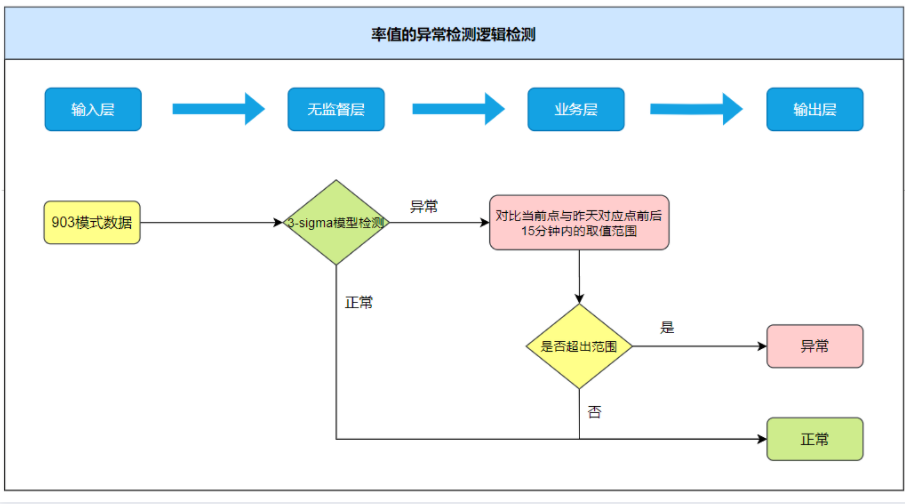 率值的异常检测逻辑检测
输入层
无监督层
业务层
输出层
903模式数据
3-sigma模型检测
异常
对比当前点与昨天对应点前后
15分钟内的取值范围
正常
是否超出范围
是
异常
否
正常